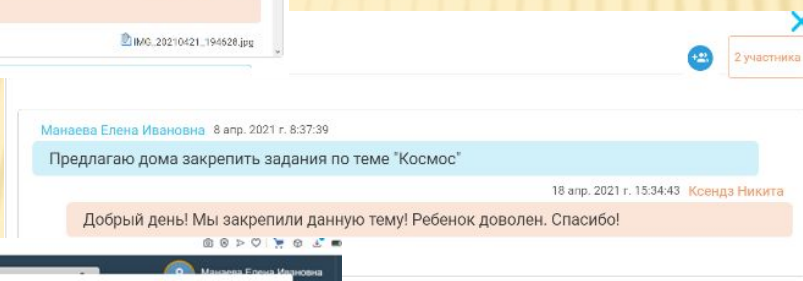 IMG_20210421_194628.jpg
2 участника
Манаева Елена Ивановна 8 апр. 2021 г. 8:37:39
Предлагаю дома закрепить задания по теме "Космос"
18 апр. 2021 г. 15:34:43 Ксендз Никита
Добрый день! Мы закрепили данную тему! Ребенок доволен. Спасибо!
Манаева Елена Ивановна